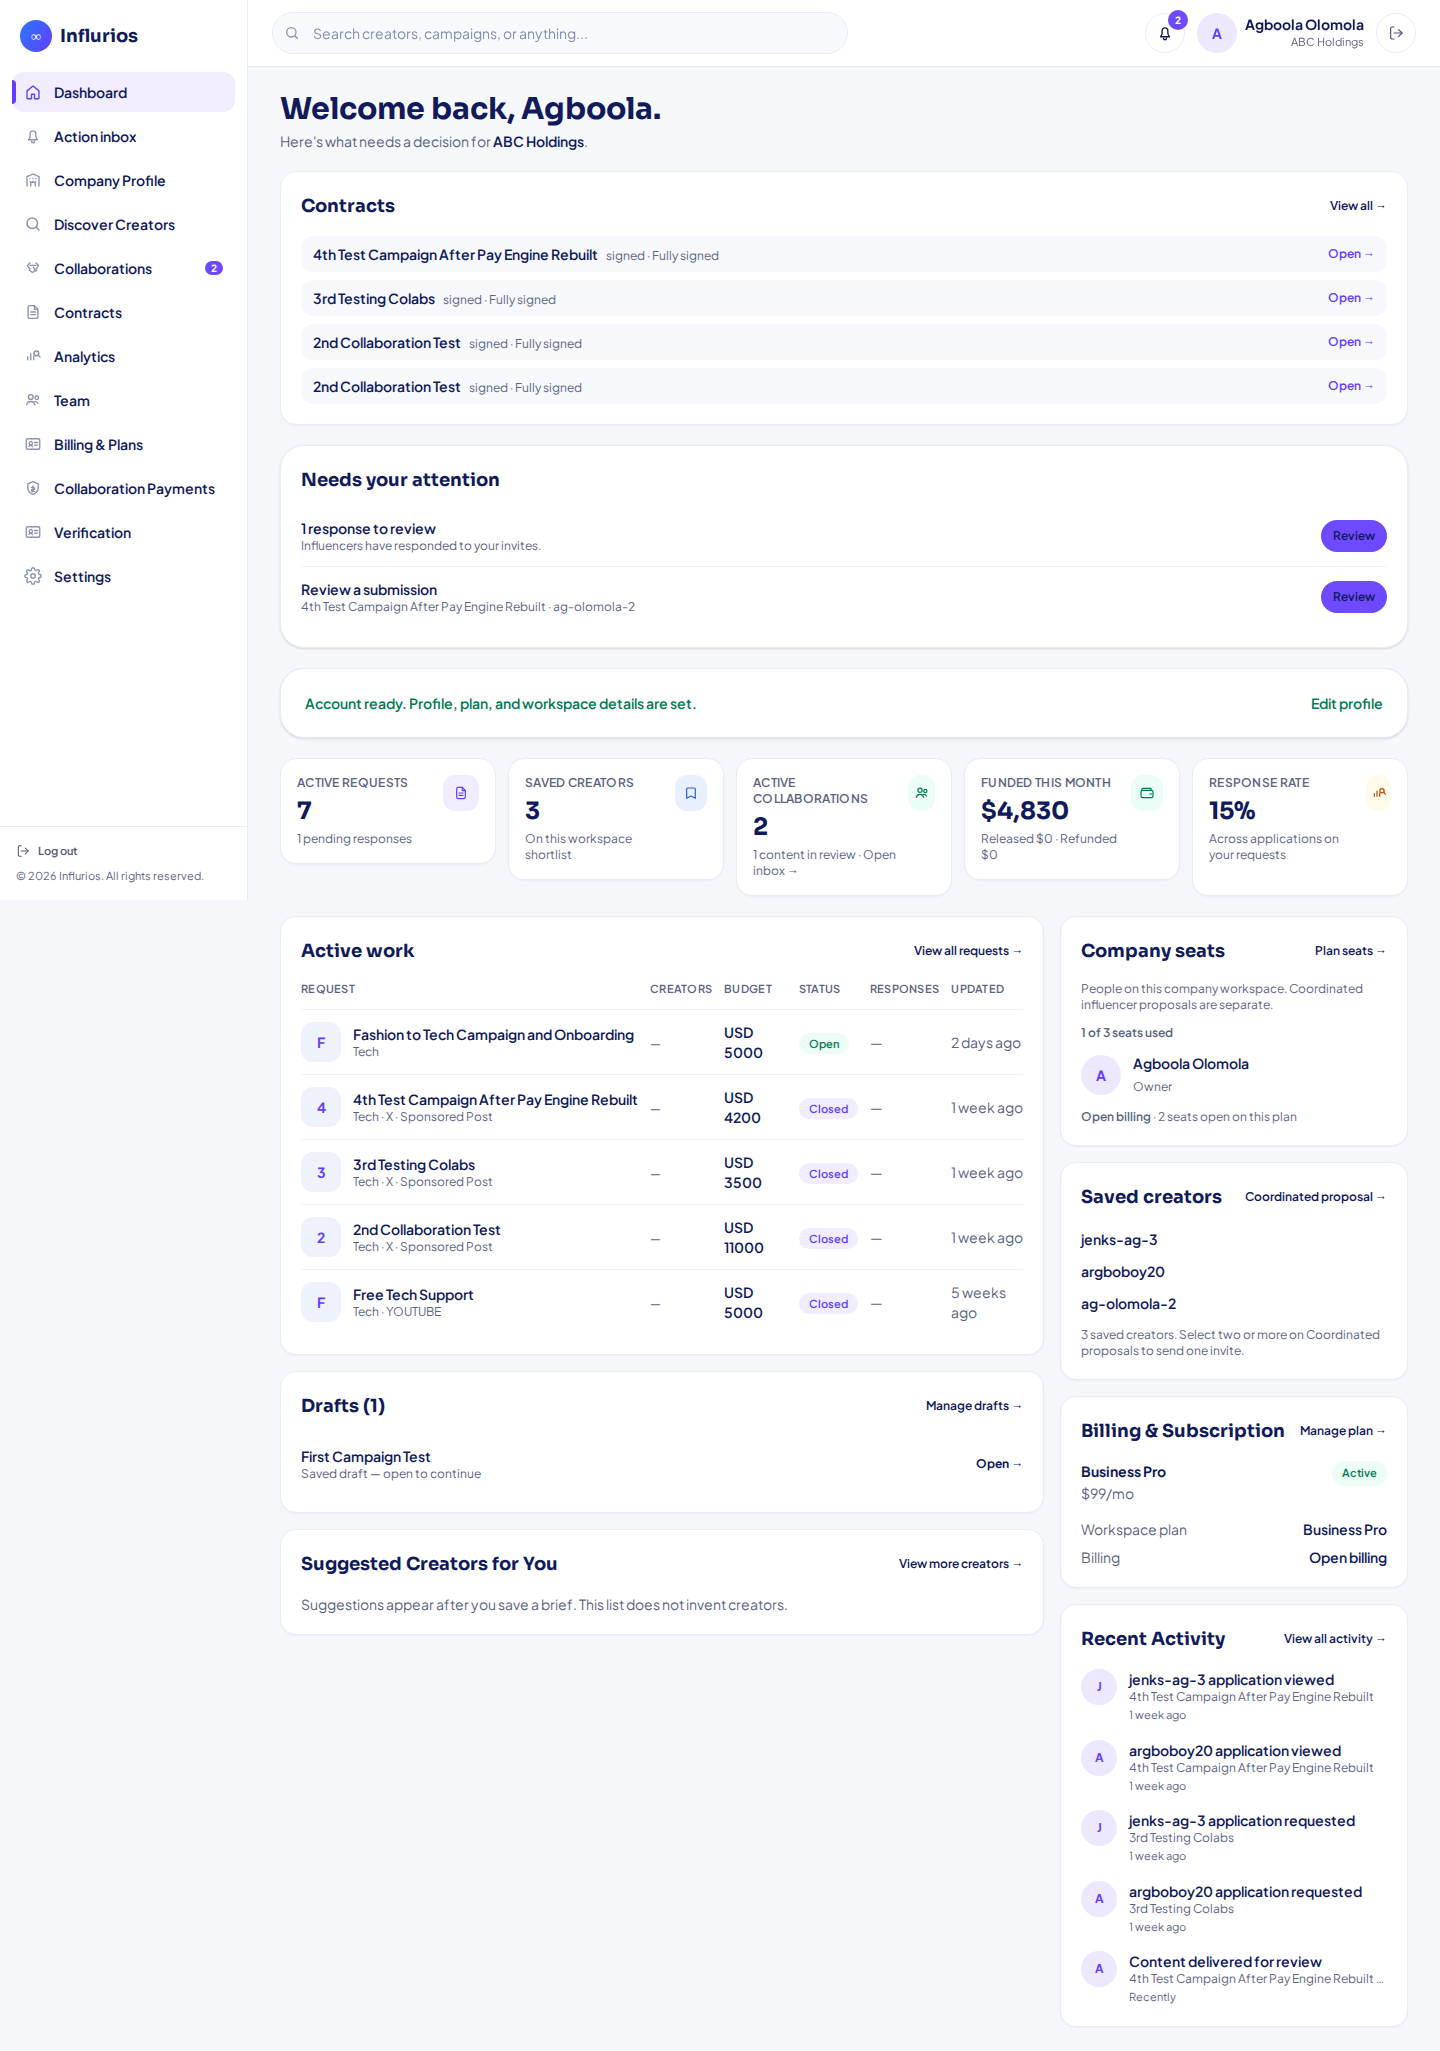 Influrios
Search creators, campaigns, or anything...
2
A
Agboola Olomola
ABC Holdings
Dashboard
Action inbox
Company Profile
Discover Creators
Collaborations 2
Contracts
Analytics
Team
Billing & Plans
Collaboration Payments
Verification
Settings
Log out
© 2026 Influrios. All rights reserved.
Welcome back, Agboola.
Here's what needs a decision for ABC Holdings.
Contracts View all →
4th Test Campaign After Pay Engine Rebuilt signed · Fully signed Open →
3rd Testing Colabs signed · Fully signed Open →
2nd Collaboration Test signed · Fully signed Open →
2nd Collaboration Test signed · Fully signed Open →
Needs your attention
1 response to review
Influencers have responded to your invites.
Review
Review a submission
4th Test Campaign After Pay Engine Rebuilt · ag-olomola-2
Review
Account ready. Profile, plan, and workspace details are set. Edit profile
ACTIVE REQUESTS
7
1 pending responses
SAVED CREATORS
3
On this workspace
shortlist
ACTIVE
COLLABORATIONS
2
1 content in review · Open
inbox →
FUNDED THIS MONTH
$4,830
Released $0 · Refunded
$0
RESPONSE RATE
15%
Across applications on
your requests
Active work View all requests →
REQUEST CREATORS BUDGET STATUS RESPONSES UPDATED
F
Fashion to Tech Campaign and Onboarding
Tech
—
USD
5000
Open
—
2 days ago
4
4th Test Campaign After Pay Engine Rebuilt
Tech · X · Sponsored Post
—
USD
4200
Closed
—
1 week ago
3
3rd Testing Colabs
Tech · X · Sponsored Post
—
USD
3500
Closed
—
1 week ago
2
2nd Collaboration Test
Tech · X · Sponsored Post
—
USD
11000
Closed
—
1 week ago
F
Free Tech Support
Tech · YOUTUBE
—
USD
5000
Closed
—
5 weeks
ago
Drafts (1) Manage drafts →
First Campaign Test
Saved draft — open to continue
Open →
Suggested Creators for You View more creators →
Suggestions appear after you save a brief. This list does not invent creators.
Company seats Plan seats →
People on this company workspace. Coordinated
influencer proposals are separate.
1 of 3 seats used
A
Agboola Olomola
Owner
Open billing · 2 seats open on this plan
Saved creators Coordinated proposal →
jenks-ag-3
argboboy20
ag-olomola-2
3 saved creators. Select two or more on Coordinated
proposals to send one invite.
Billing & Subscription Manage plan →
Business Pro Active
$99/mo
Workspace plan Business Pro
Billing Open billing
Recent Activity View all activity →
J
jenks-ag-3 application viewed
4th Test Campaign After Pay Engine Rebuilt
1 week ago
A
argboboy20 application viewed
4th Test Campaign After Pay Engine Rebuilt
1 week ago
J
jenks-ag-3 application requested
3rd Testing Colabs
1 week ago
A
argboboy20 application requested
3rd Testing Colabs
1 week ago
A
Content delivered for review
4th Test Campaign After Pay Engine Rebuilt ...
Recently